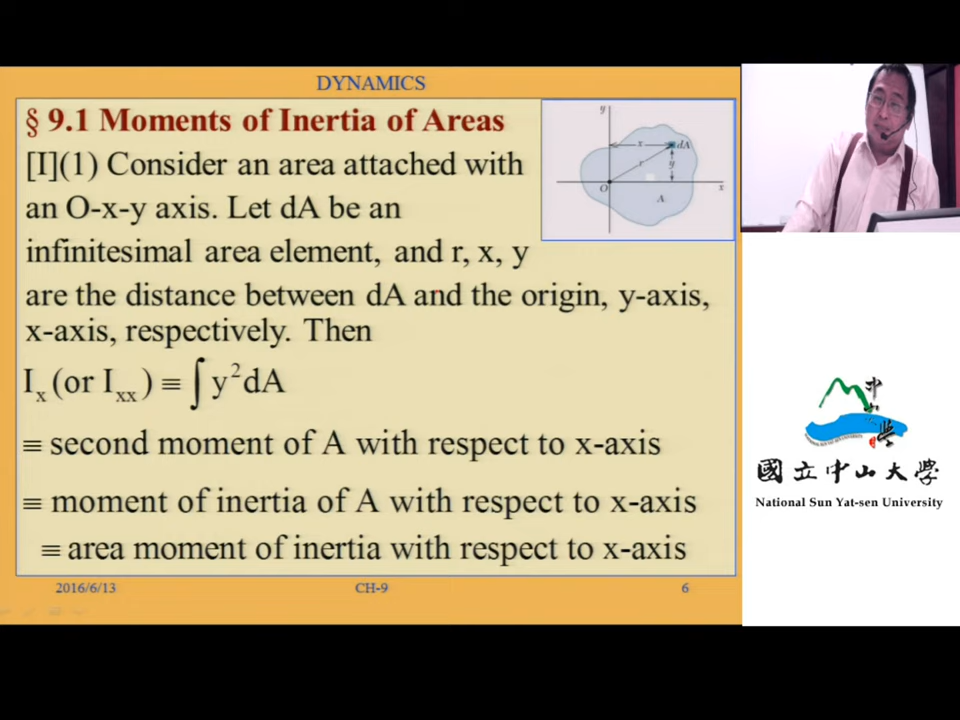 DYNAMICS
§ 9.1 Moments of Inertia of Areas
[I](1) Consider an area attached with
an O-x-y axis. Let dA be an
infinitesimal area element, and r, x, y
are the distance between dA and the origin, y-axis,
x-axis, respectively. Then
I_x (or I_xx) ≡ ∫ y²dA
≡ second moment of A with respect to x-axis
≡ moment of inertia of A with respect to x-axis
≡ area moment of inertia with respect to x-axis
2016/6/13 CH-9 6
y
x dA
r y
O x
A
國立中山大學
National Sun Yat-sen University